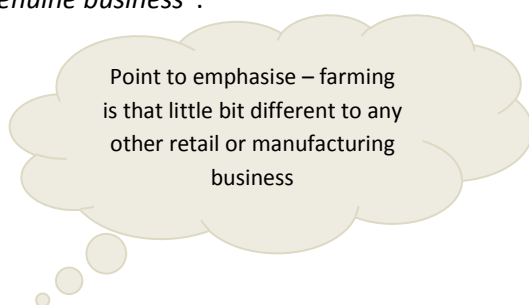 enuine business".
Point to emphasise – farming
is that little bit different to any
other retail or manufacturing
business